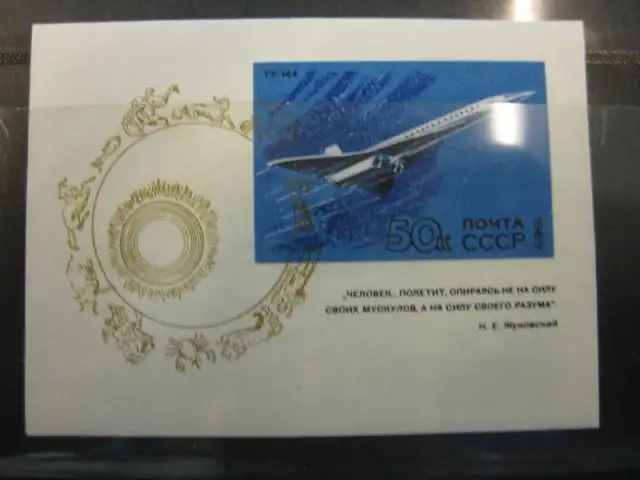 ТУ-144
50к
ПОЧТА
СССР
1969
„ЧЕЛОВЕК... ПОЛЕТИТ, ОПИРАЯСЬ НЕ НА СИЛУ
СВОИХ МУСКУЛОВ, А НА СИЛУ СВОЕГО РАЗУМА".
Н. Е. Жуковский